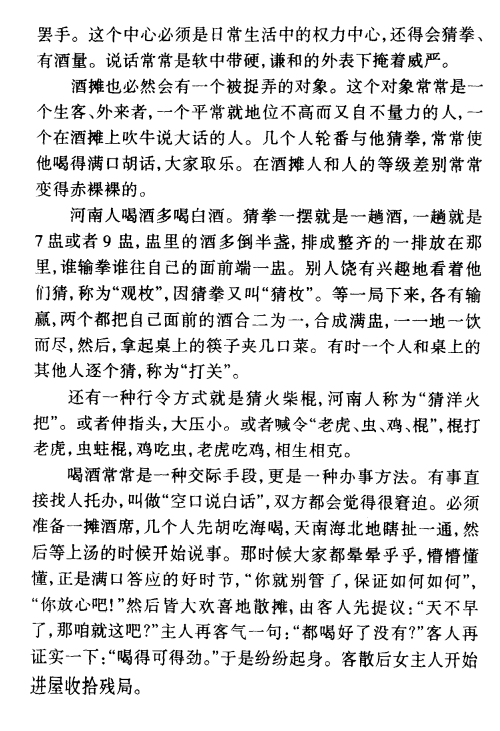 罢手。这个中心必须是日常生活中的权力中心,还得会猜拳、
有酒量。说话常常是软中带硬,谦和的外表下掩着威严。
酒摊也必然会有一个被捉弄的对象。这个对象常常是一
个生客、外来者,一个平常就地位不高而又自不量力的人,一
个在酒摊上吹牛说大话的人。几个人轮番与他猜拳,常常使
他喝得满口胡话,大家取乐。在酒摊人和人的等级差别常常
变得赤裸裸的。
河南人喝酒多喝白酒。猜拳一摆就是一趟酒,一趟就是
7盅或者9盅,盅里的酒多倒半盏,排成整齐的一排放在那
里,谁输拳谁往自己的面前端一盅。别人饶有兴趣地看着他
们猜,称为“观枚”,因猜拳又叫“猜枚”。等一局下来,各有输
赢,两个都把自己面前的酒合二为一,合成满盅,一一地一饮
而尽,然后,拿起桌上的筷子夹几口菜。有时一个人和桌上的
其他人逐个猜,称为“打关”。
还有一种行令方式就是猜火柴棍,河南人称为“猜洋火
把”。或者伸指头,大压小。或者喊令“老虎、虫、鸡、棍”,棍打
老虎,虫蛀棍,鸡吃虫,老虎吃鸡,相生相克。
喝酒常常是一种交际手段,更是一种办事方法。有事直
接找人托办,叫做“空口说白话”,双方都会觉得很窘迫。必须
准备一摊酒席,几个人先胡吃海喝,天南海北地瞎扯一通,然
后等上汤的时候开始说事。那时候大家都晕晕乎乎,懵懵懂
懂,正是满口答应的好时节,“你就别管了,保证如何如何”,
“你放心吧!”然后皆大欢喜地散摊,由客人先提议:“天不早
了,那咱就这吧?”主人再客气一句:“都喝好了没有?”客人再
证实一下:“喝得可得劲。”于是纷纷起身。客散后女主人开始
进屋收拾残局。